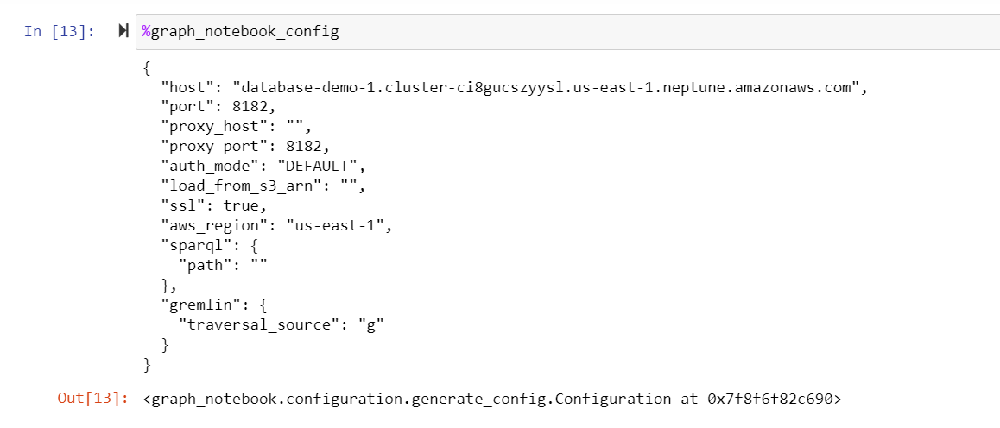 In [13]: %graph_notebook_config
{
  "host": "database-demo-1.cluster-ci8gucszyysl.us-east-1.neptune.amazonaws.com",
  "port": 8182,
  "proxy_host": "",
  "proxy_port": 8182,
  "auth_mode": "DEFAULT",
  "load_from_s3_arn": "",
  "ssl": true,
  "aws_region": "us-east-1",
  "sparql": {
    "path": ""
  },
  "gremlin": {
    "traversal_source": "g"
  }
}
Out[13]: <graph_notebook.configuration.generate_config.Configuration at 0x7f8f6f82c690>